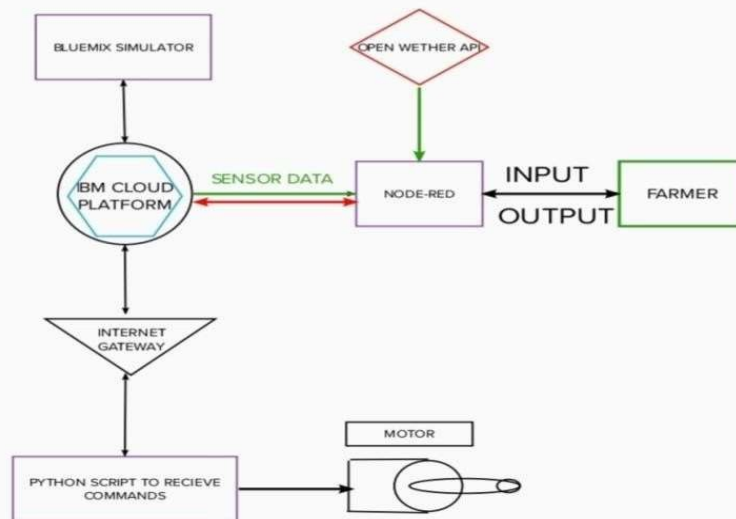 BLUEMIX SIMULATOR
OPEN WETHER API
IBM CLOUD
PLATFORM
SENSOR DATA
NODE-RED
INPUT
OUTPUT
FARMER
INTERNET
GATEWAY
MOTOR
PYTHON SCRIPT TO RECIEVE
COMMANDS